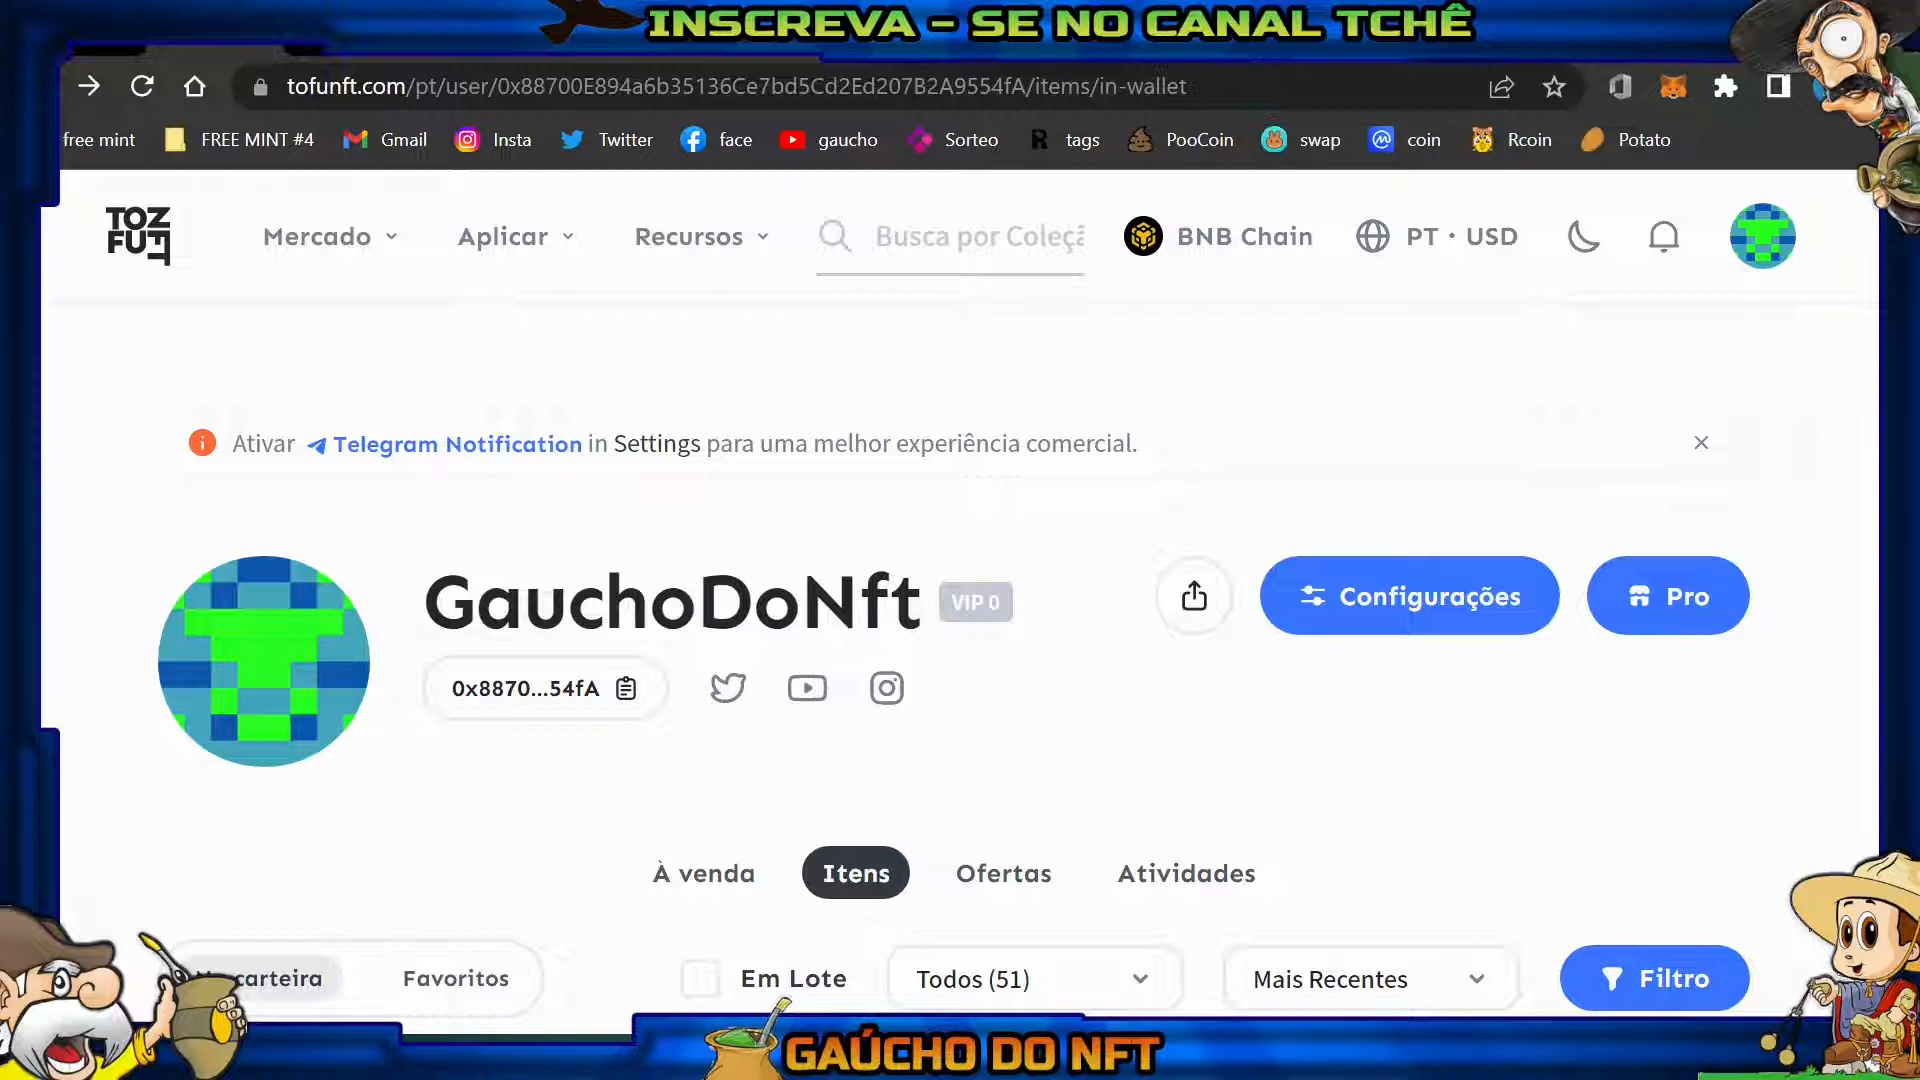 INSCREVA - SE NO CANAL TCHÊ
tofunft.com/pt/user/0x88700E894a6b35136Ce7bd5Cd2Ed207B2A9554fA/items/in-wallet
free mint FREE MINT #4 Gmail Insta Twitter face gaucho Sorteo tags PooCoin swap coin Rcoin Potato
TOFU NFT Mercado Aplicar Recursos Busca por Coleçã BNB Chain PT • USD
Ativar Telegram Notification in Settings para uma melhor experiência comercial.
GauchoDoNft VIP 0 Configurações Pro
0x8870...54fA
À venda Itens Ofertas Atividades
carteira Favoritos Em Lote Todos (51) Mais Recentes Filtro
GAÚCHO DO NFT